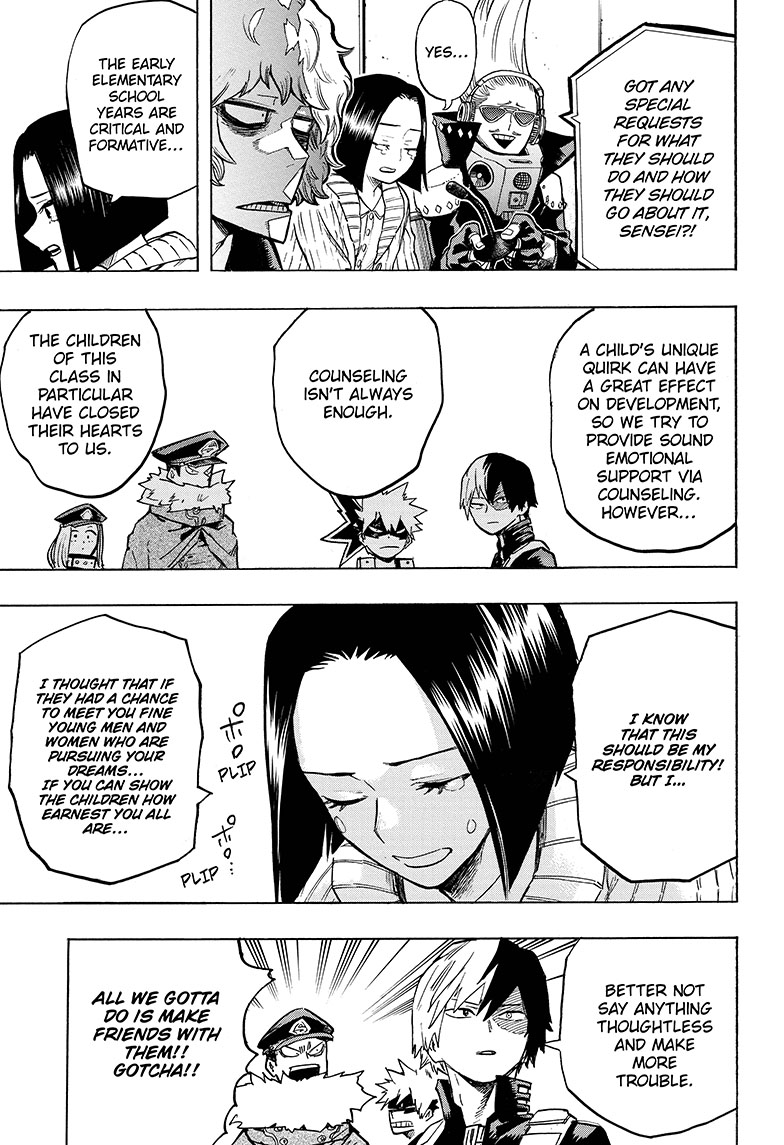 GOT ANY
SPECIAL
REQUESTS
FOR WHAT
THEY SHOULD
DO AND HOW
THEY SHOULD
GO ABOUT IT,
SENSEI?!
YES...
THE EARLY
ELEMENTARY
SCHOOL
YEARS ARE
CRITICAL AND
FORMATIVE...
A CHILD'S UNIQUE
QUIRK CAN HAVE
A GREAT EFFECT
ON DEVELOPMENT,
SO WE TRY TO
PROVIDE SOUND
EMOTIONAL
SUPPORT VIA
COUNSELING.
HOWEVER...
COUNSELING
ISN'T ALWAYS
ENOUGH.
THE CHILDREN
OF THIS
CLASS IN
PARTICULAR
HAVE CLOSED
THEIR HEARTS
TO US.
I KNOW
THAT THIS
SHOULD BE MY
RESPONSIBILITY!
BUT I...
ポロ
PLIP
ポロ...
PLIP
I THOUGHT THAT IF
THEY HAD A CHANCE
TO MEET YOU FINE
YOUNG MEN AND
WOMEN WHO ARE
PURSUING YOUR
DREAMS...
IF YOU CAN SHOW
THE CHILDREN HOW
EARNEST YOU ALL
ARE...
BETTER NOT
SAY ANYTHING
THOUGHTLESS
AND MAKE
MORE
TROUBLE.
ALL WE GOTTA
DO IS MAKE
FRIENDS WITH
THEM!!
GOTCHA!!